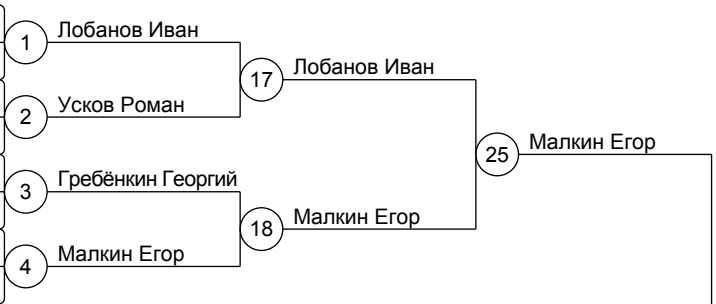 1 Лобанов Иван
17 Лобанов Иван
2 Усков Роман
25 Малкин Егор
3 Гребёнкин Георгий
18 Малкин Егор
4 Малкин Егор